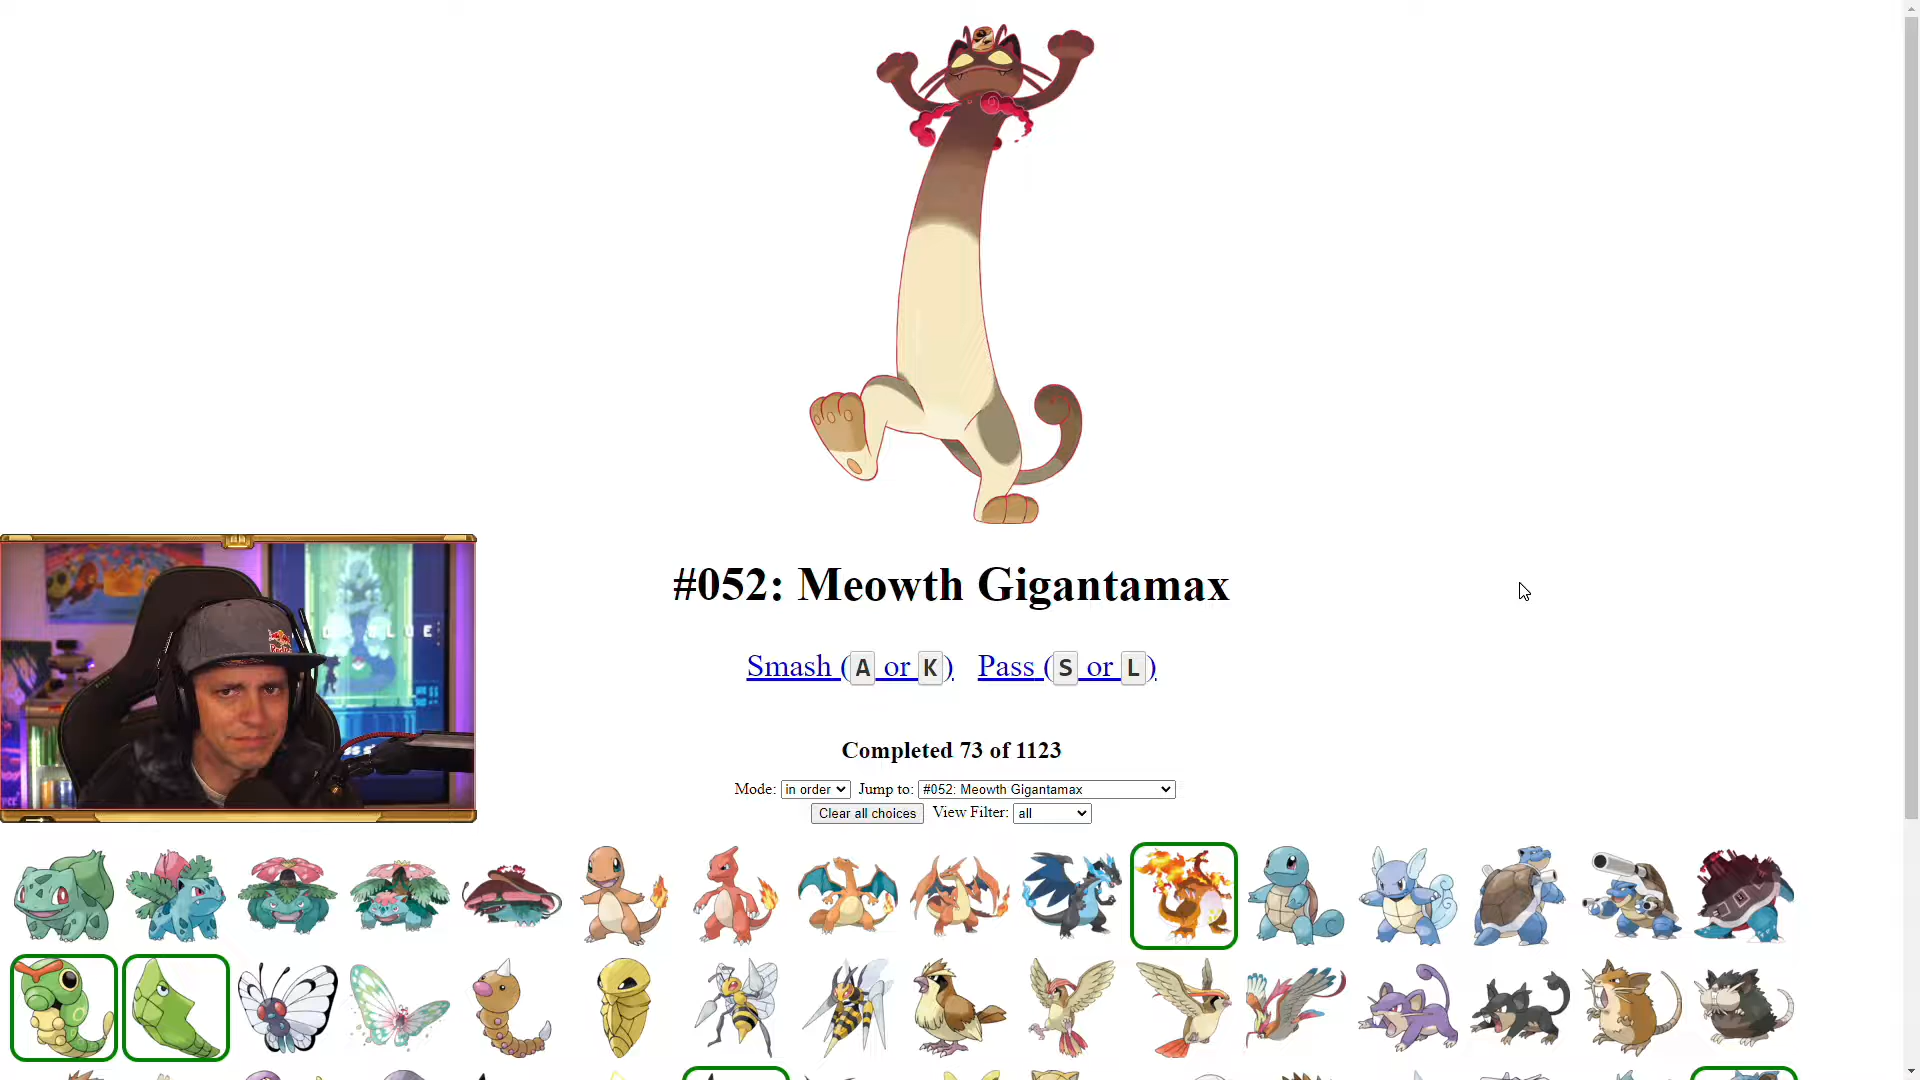 #052: Meowth Gigantamax
Smash (A or K) Pass (S or L)
Completed 73 of 1123
Mode: in order Jump to: #052: Meowth Gigantamax
Clear all choices View Filter: all